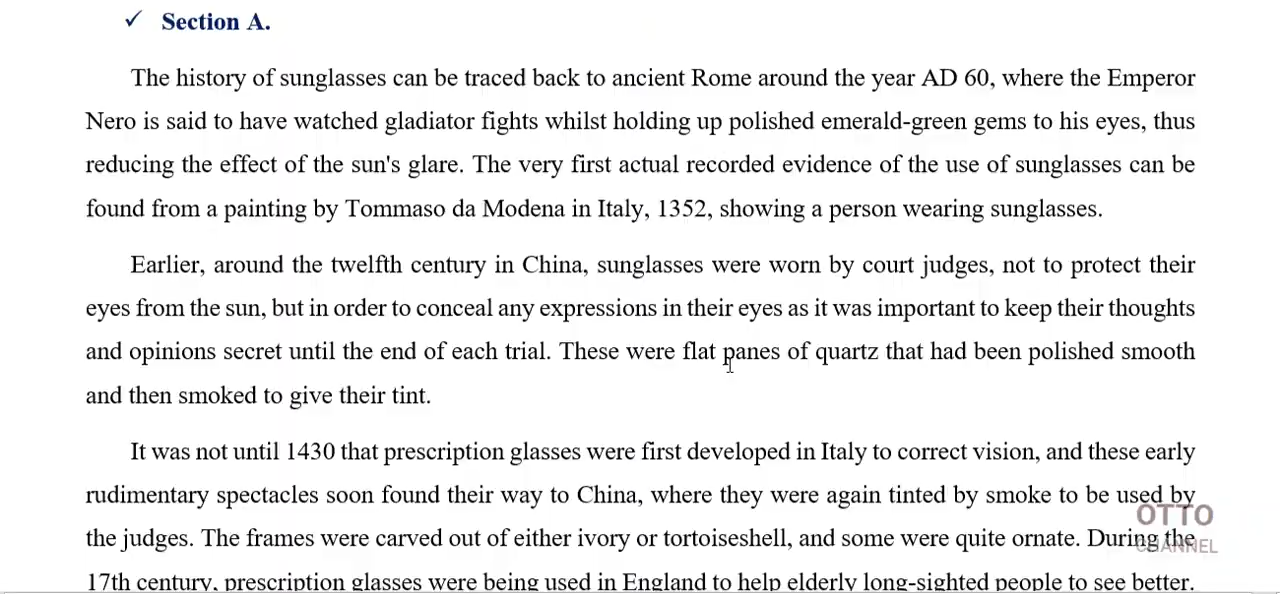 ✓ Section A.
The history of sunglasses can be traced back to ancient Rome around the year AD 60, where the Emperor
Nero is said to have watched gladiator fights whilst holding up polished emerald-green gems to his eyes, thus
reducing the effect of the sun's glare. The very first actual recorded evidence of the use of sunglasses can be
found from a painting by Tommaso da Modena in Italy, 1352, showing a person wearing sunglasses.
Earlier, around the twelfth century in China, sunglasses were worn by court judges, not to protect their
eyes from the sun, but in order to conceal any expressions in their eyes as it was important to keep their thoughts
and opinions secret until the end of each trial. These were flat panes of quartz that had been polished smooth
and then smoked to give their tint.
It was not until 1430 that prescription glasses were first developed in Italy to correct vision, and these early
rudimentary spectacles soon found their way to China, where they were again tinted by smoke to be used by
the judges. The frames were carved out of either ivory or tortoiseshell, and some were quite ornate. During the
17th century, prescription glasses were being used in England to help elderly long-sighted people to see better.
OTTO
CHANNEL